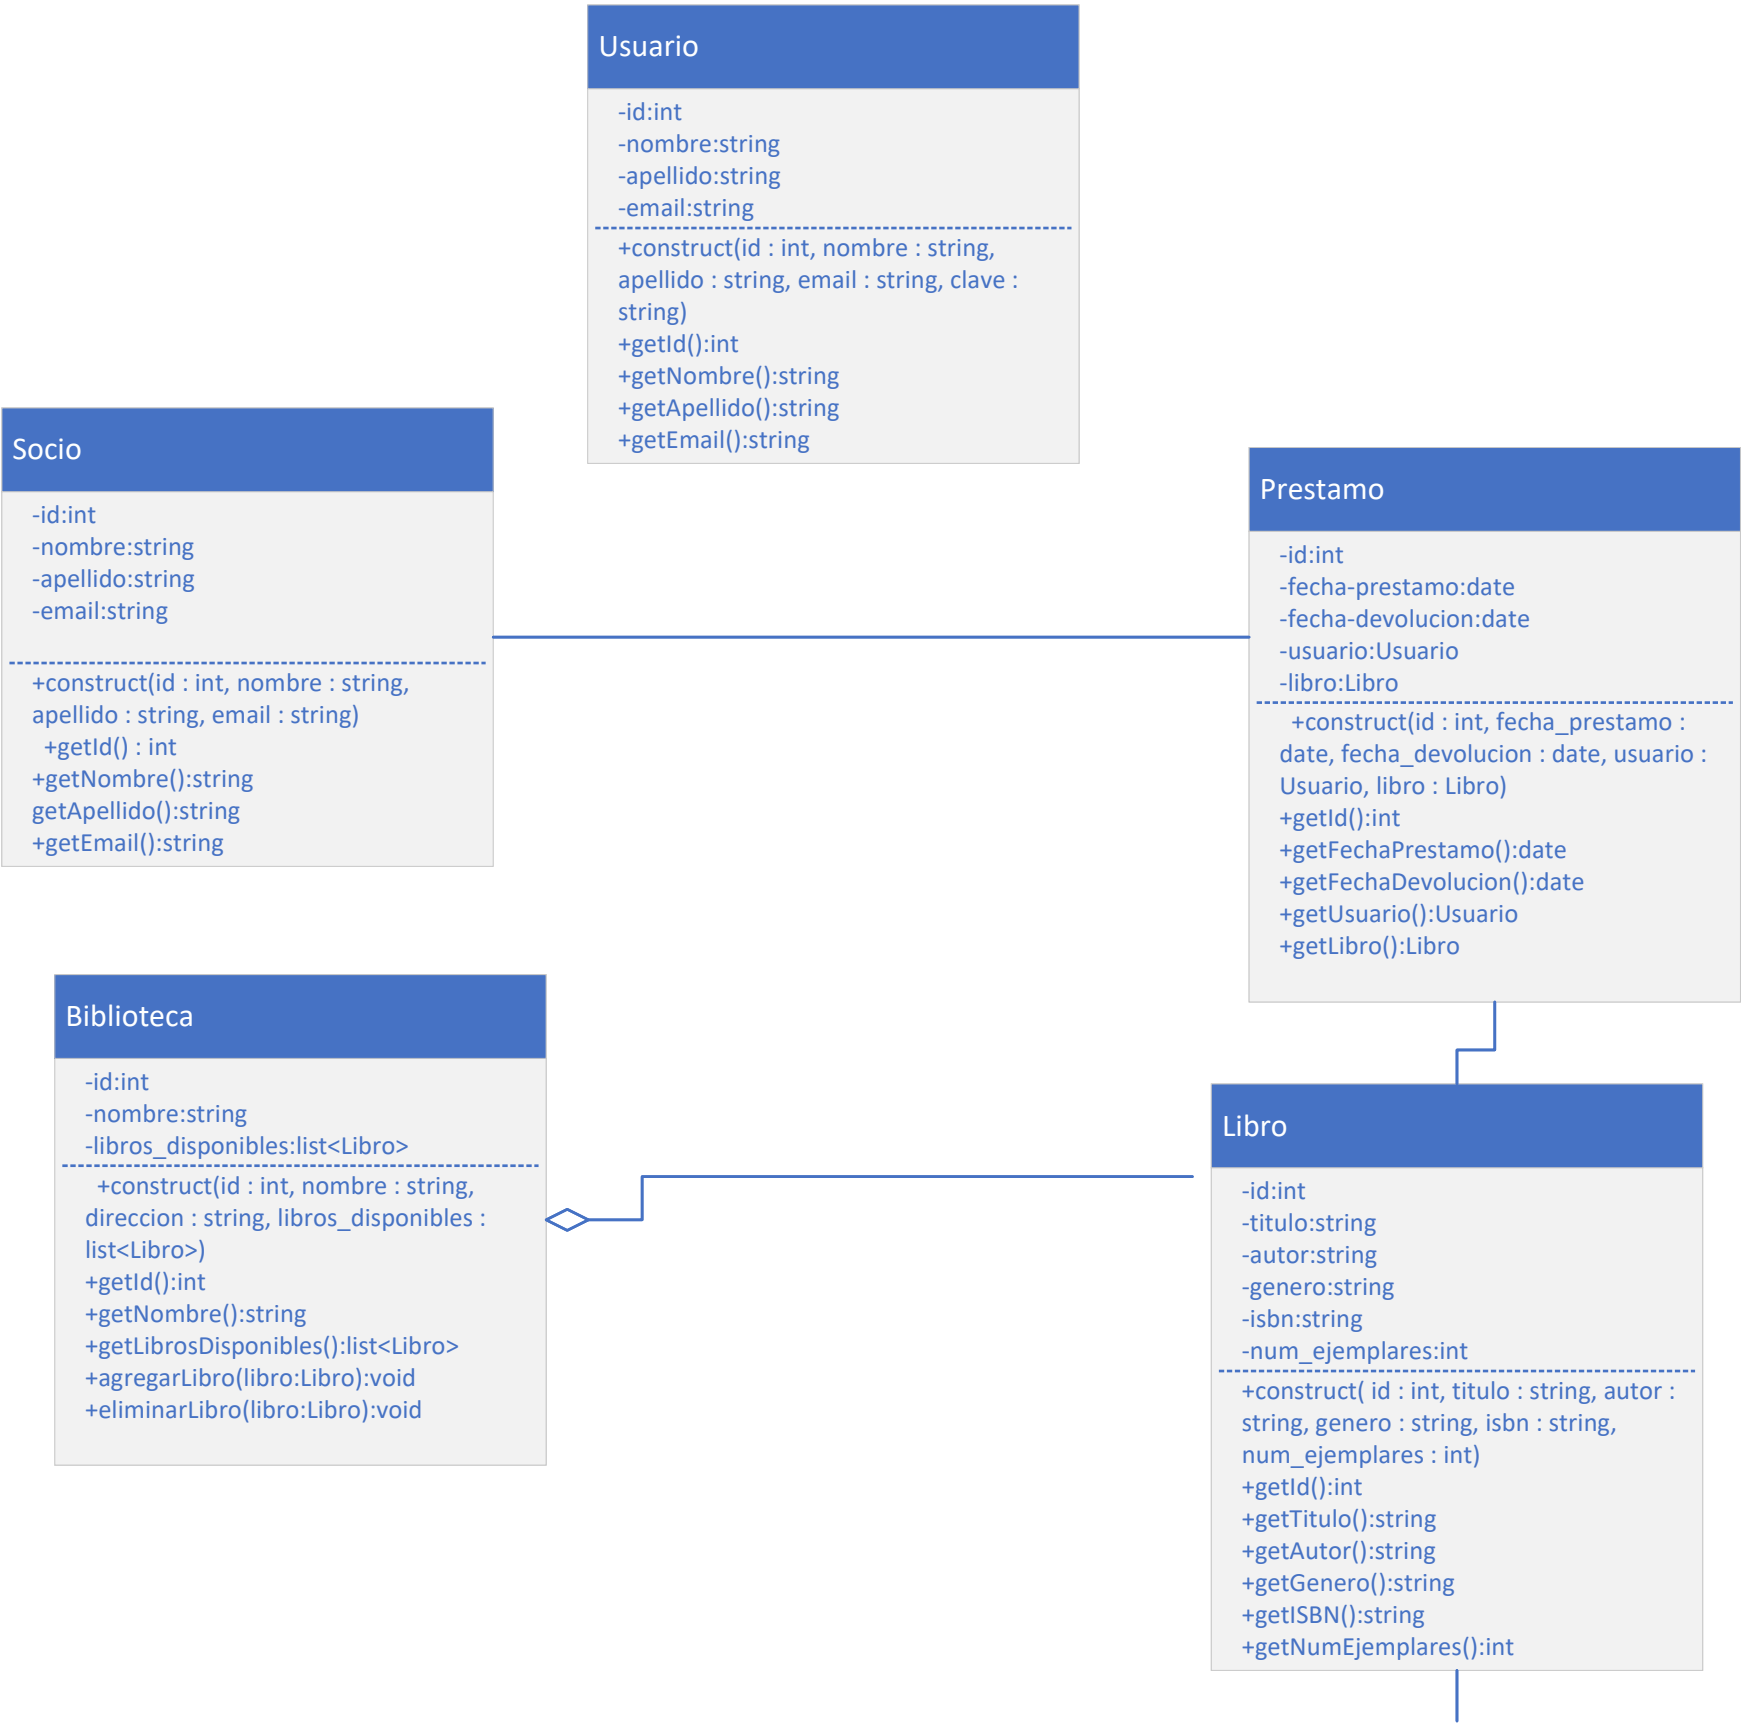 Usuario
-id:int
-nombre:string
-apellido:string
-email:string
+construct(id : int, nombre : string,
apellido : string, email : string, clave :
string)
+getId():int
+getNombre():string
+getApellido():string
+getEmail():string
Socio
-id:int
-nombre:string
-apellido:string
-email:string
+construct(id : int, nombre : string,
apellido : string, email : string)
+getId() : int
+getNombre():string
getApellido():string
+getEmail():string
Prestamo
-id:int
-fecha-prestamo:date
-fecha-devolucion:date
-usuario:Usuario
-libro:Libro
+construct(id : int, fecha_prestamo :
date, fecha_devolucion : date, usuario :
Usuario, libro : Libro)
+getId():int
+getFechaPrestamo():date
+getFechaDevolucion():date
+getUsuario():Usuario
+getLibro():Libro
Biblioteca
-id:int
-nombre:string
-libros_disponibles:list<Libro>
+construct(id : int, nombre : string,
direccion : string, libros_disponibles :
list<Libro>)
+getId():int
+getNombre():string
+getLibrosDisponibles():list<Libro>
+agregarLibro(libro:Libro):void
+eliminarLibro(libro:Libro):void
Libro
-id:int
-titulo:string
-autor:string
-genero:string
-isbn:string
-num_ejemplares:int
+construct( id : int, titulo : string, autor :
string, genero : string, isbn : string,
num_ejemplares : int)
+getId():int
+getTitulo():string
+getAutor():string
+getGenero():string
+getISBN():string
+getNumEjemplares():int